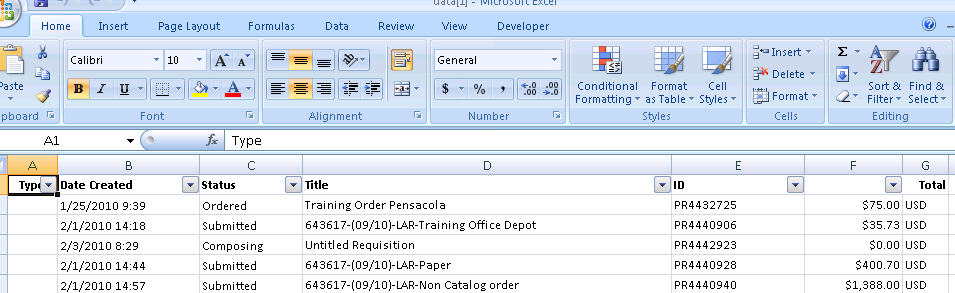 data[1] - Microsoft Excel
Home Insert Page Layout Formulas Data Review View Developer
Paste
Calibri 10 A A
General
Insert
Σ
B I U A
$ % , .0 .00 .00 .0
Conditional Formatting
Format as Table
Cell Styles
Delete
Format
Sort & Filter
Find & Select
pboard Font Alignment Number Styles Cells Editing
A1 fx Type
A B C D E F G
Type Date Created Status Title ID Total
1/25/2010 9:39 Ordered Training Order Pensacola PR4432725 $75.00 USD
2/1/2010 14:18 Submitted 643617-(09/10)-LAR-Training Office Depot PR4440906 $35.73 USD
2/3/2010 8:29 Composing Untitled Requisition PR4442923 $0.00 USD
2/1/2010 14:44 Submitted 643617-(09/10)-LAR-Paper PR4440928 $400.70 USD
2/1/2010 14:57 Submitted 643617-(09/10)-LAR-Non Catalog order PR4440940 $1,388.00 USD